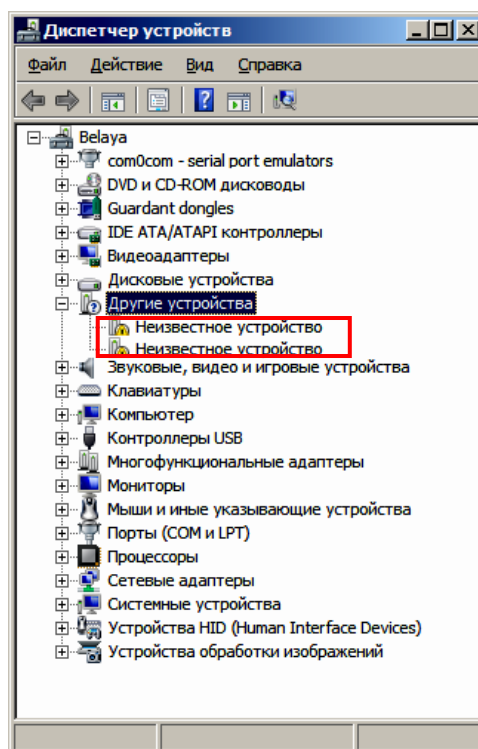 Диспетчер устройств
Файл Действие Вид Справка
Belaya
com0com - serial port emulators
DVD и CD-ROM дисководы
Guardant dongles
IDE ATA/ATAPI контроллеры
Видеоадаптеры
Дисковые устройства
Другие устройства
Неизвестное устройство
Неизвестное устройство
Звуковые, видео и игровые устройства
Клавиатуры
Компьютер
Контроллеры USB
Многофункциональные адаптеры
Мониторы
Мыши и иные указывающие устройства
Порты (COM и LPT)
Процессоры
Сетевые адаптеры
Системные устройства
Устройства HID (Human Interface Devices)
Устройства обработки изображений